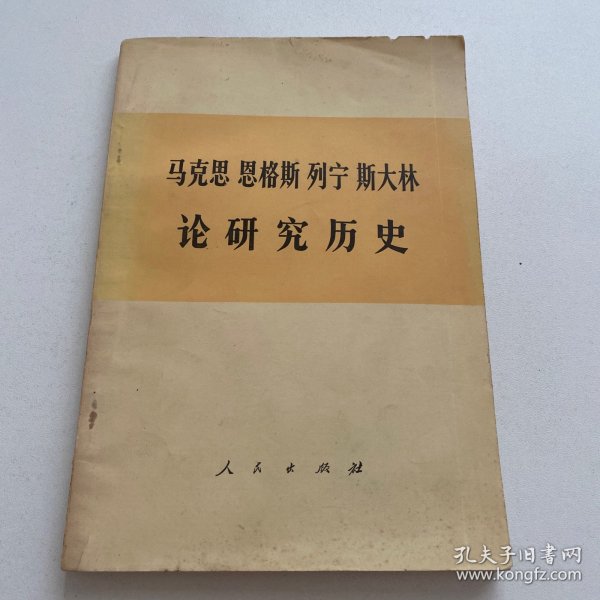 马克思 恩格斯 列宁 斯大林
论研究历史
人民出版社
孔夫子旧书网
www.kongfz.com